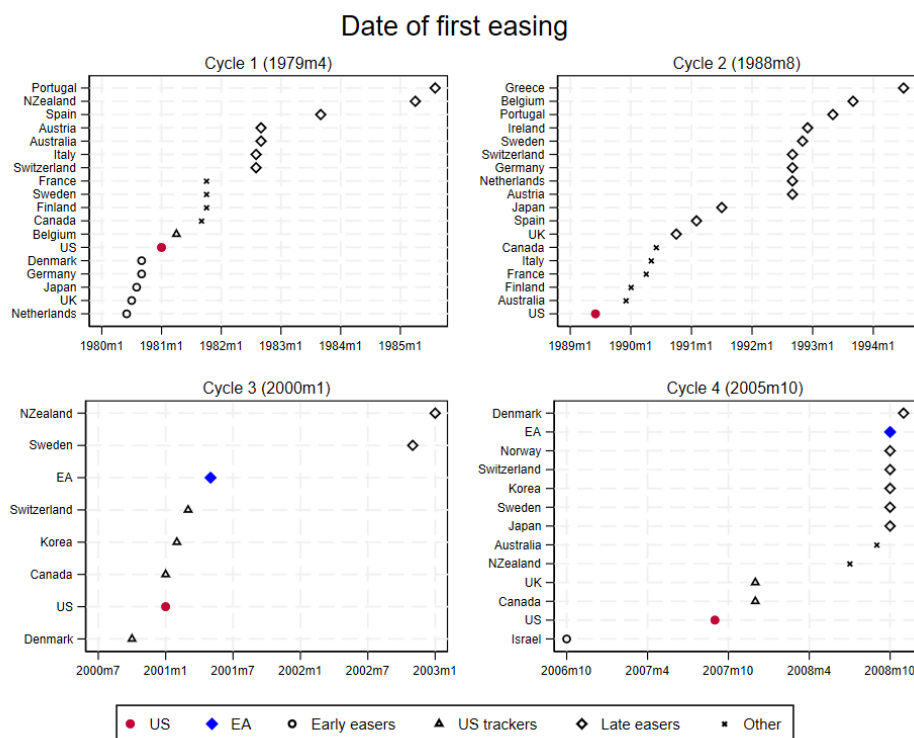 Date of first easing
Cycle 1 (1979m4)
Portugal
NZealand
Spain
Austria
Australia
Italy
Switzerland
France
Sweden
Finland
Canada
Belgium
US
Denmark
Germany
Japan
UK
Netherlands
1980m1 1981m1 1982m1 1983m1 1984m1 1985m1
Cycle 2 (1988m8)
Greece
Belgium
Portugal
Ireland
Sweden
Switzerland
Germany
Netherlands
Austria
Japan
Spain
UK
Canada
Italy
France
Finland
Australia
US
1989m1 1990m1 1991m1 1992m1 1993m1 1994m1
Cycle 3 (2000m1)
NZealand
Sweden
EA
Switzerland
Korea
Canada
US
Denmark
2000m7 2001m1 2001m7 2002m1 2002m7 2003m1
Cycle 4 (2005m10)
Denmark
EA
Norway
Switzerland
Korea
Sweden
Japan
Australia
NZealand
UK
Canada
US
Israel
2006m10 2007m4 2007m10 2008m4 2008m10
US EA Early easers US trackers Late easers Other